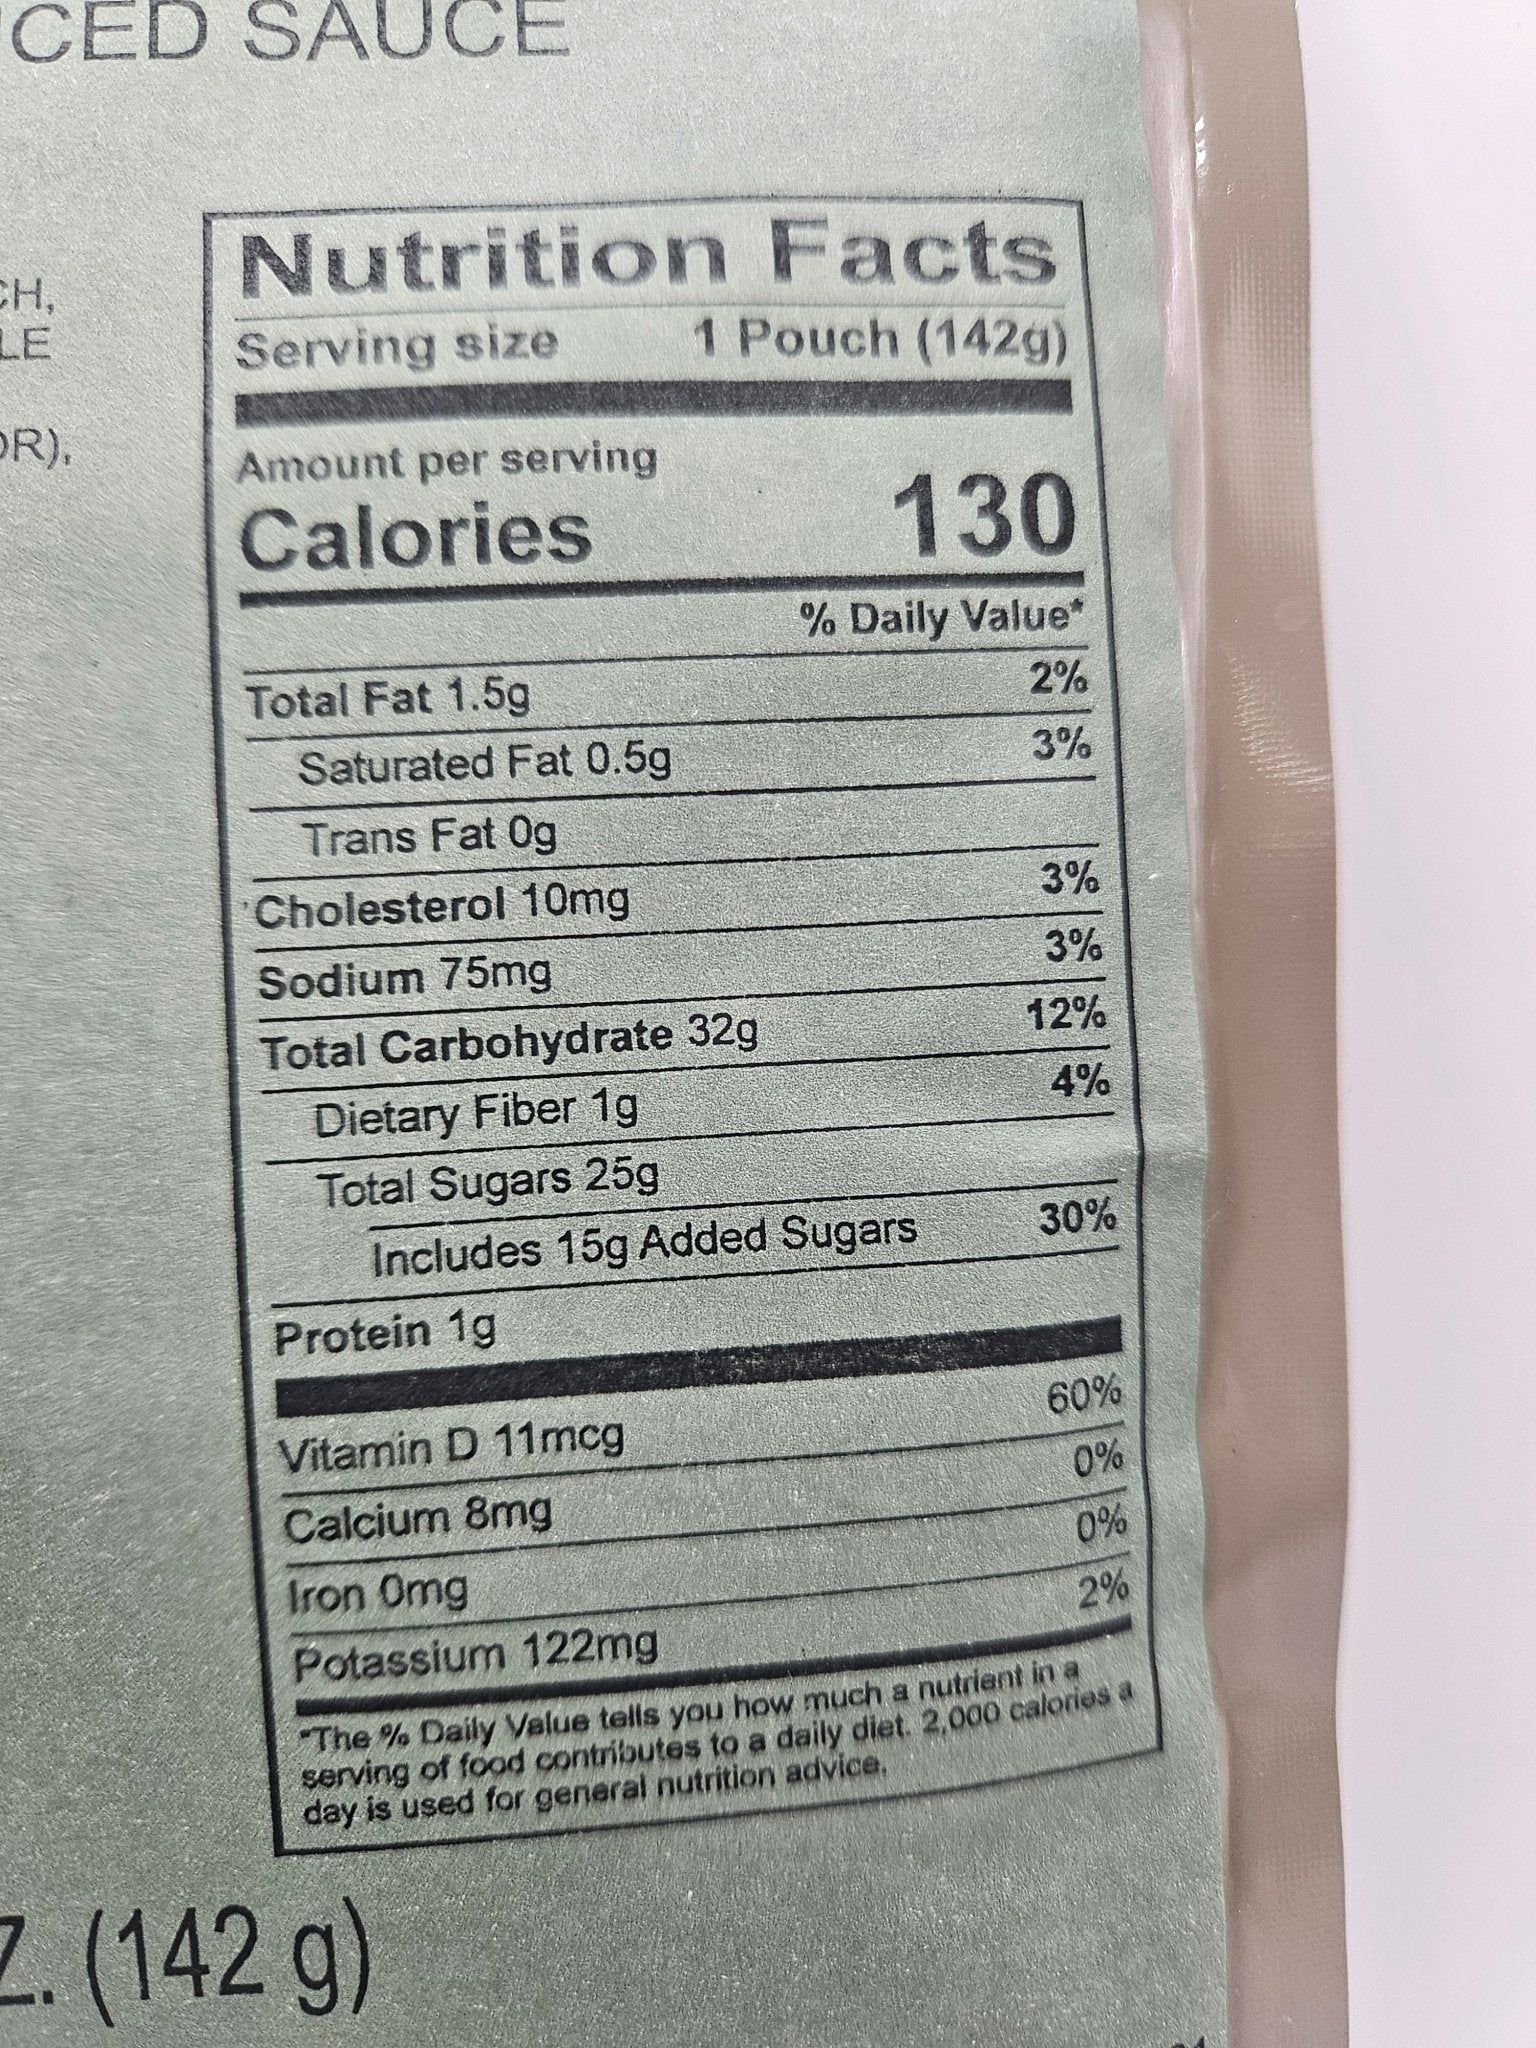 CED SAUCE
CH,
LE
OR),
Nutrition Facts
Serving size 1 Pouch (142g)
Amount per serving
Calories 130
% Daily Value*
Total Fat 1.5g 2%
Saturated Fat 0.5g 3%
Trans Fat 0g
Cholesterol 10mg 3%
Sodium 75mg 3%
Total Carbohydrate 32g 12%
Dietary Fiber 1g 4%
Total Sugars 25g
Includes 15g Added Sugars 30%
Protein 1g
Vitamin D 11mcg 60%
Calcium 8mg 0%
Iron 0mg 0%
Potassium 122mg 2%
*The % Daily Value tells you how much a nutrient in a
serving of food contributes to a daily diet. 2,000 calories a
day is used for general nutrition advice.
Z. (142 g)